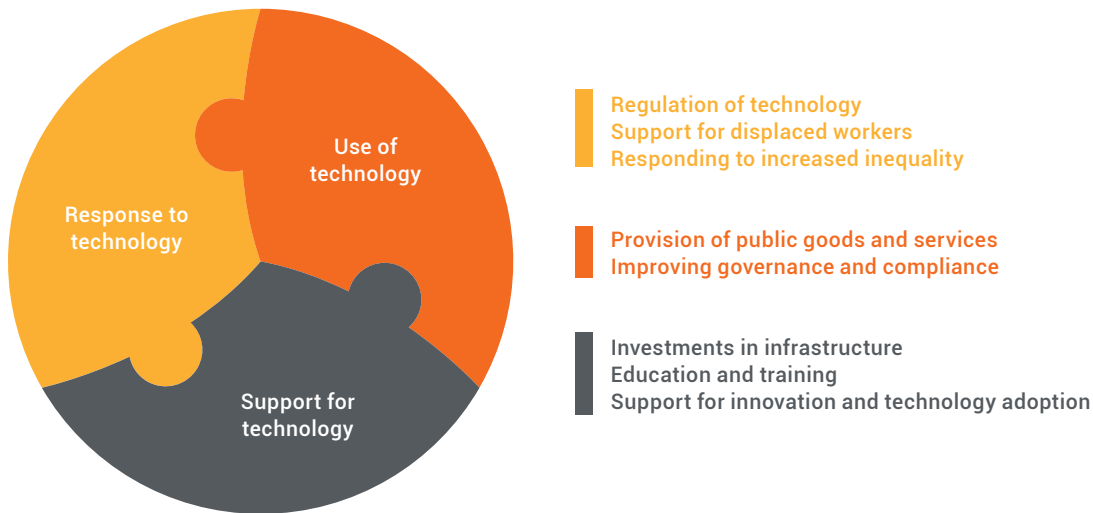 Use of
technology
Response to
technology
Support for
technology
Regulation of technology
Support for displaced workers
Responding to increased inequality
Provision of public goods and services
Improving governance and compliance
Investments in infrastructure
Education and training
Support for innovation and technology adoption